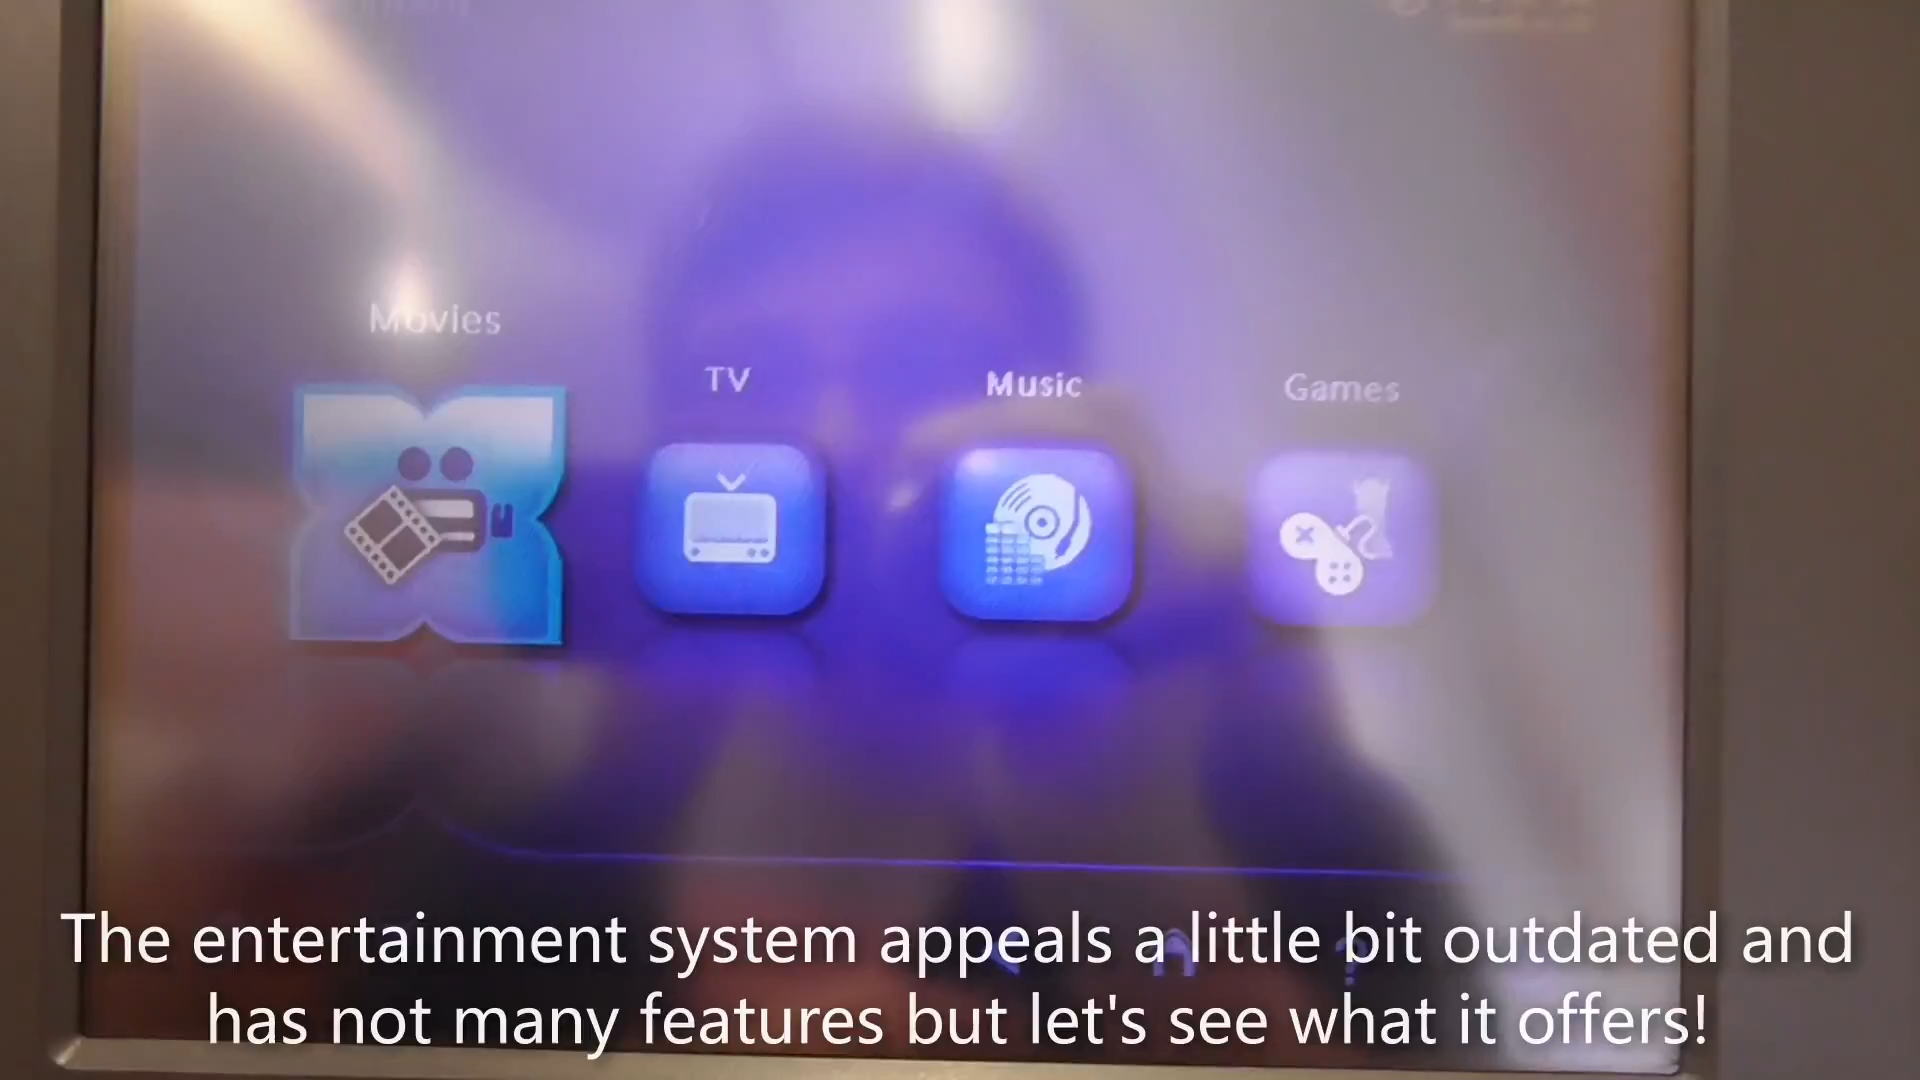 Movies
TV
Music
Games
The entertainment system appeals a little bit outdated and
has not many features but let's see what it offers!